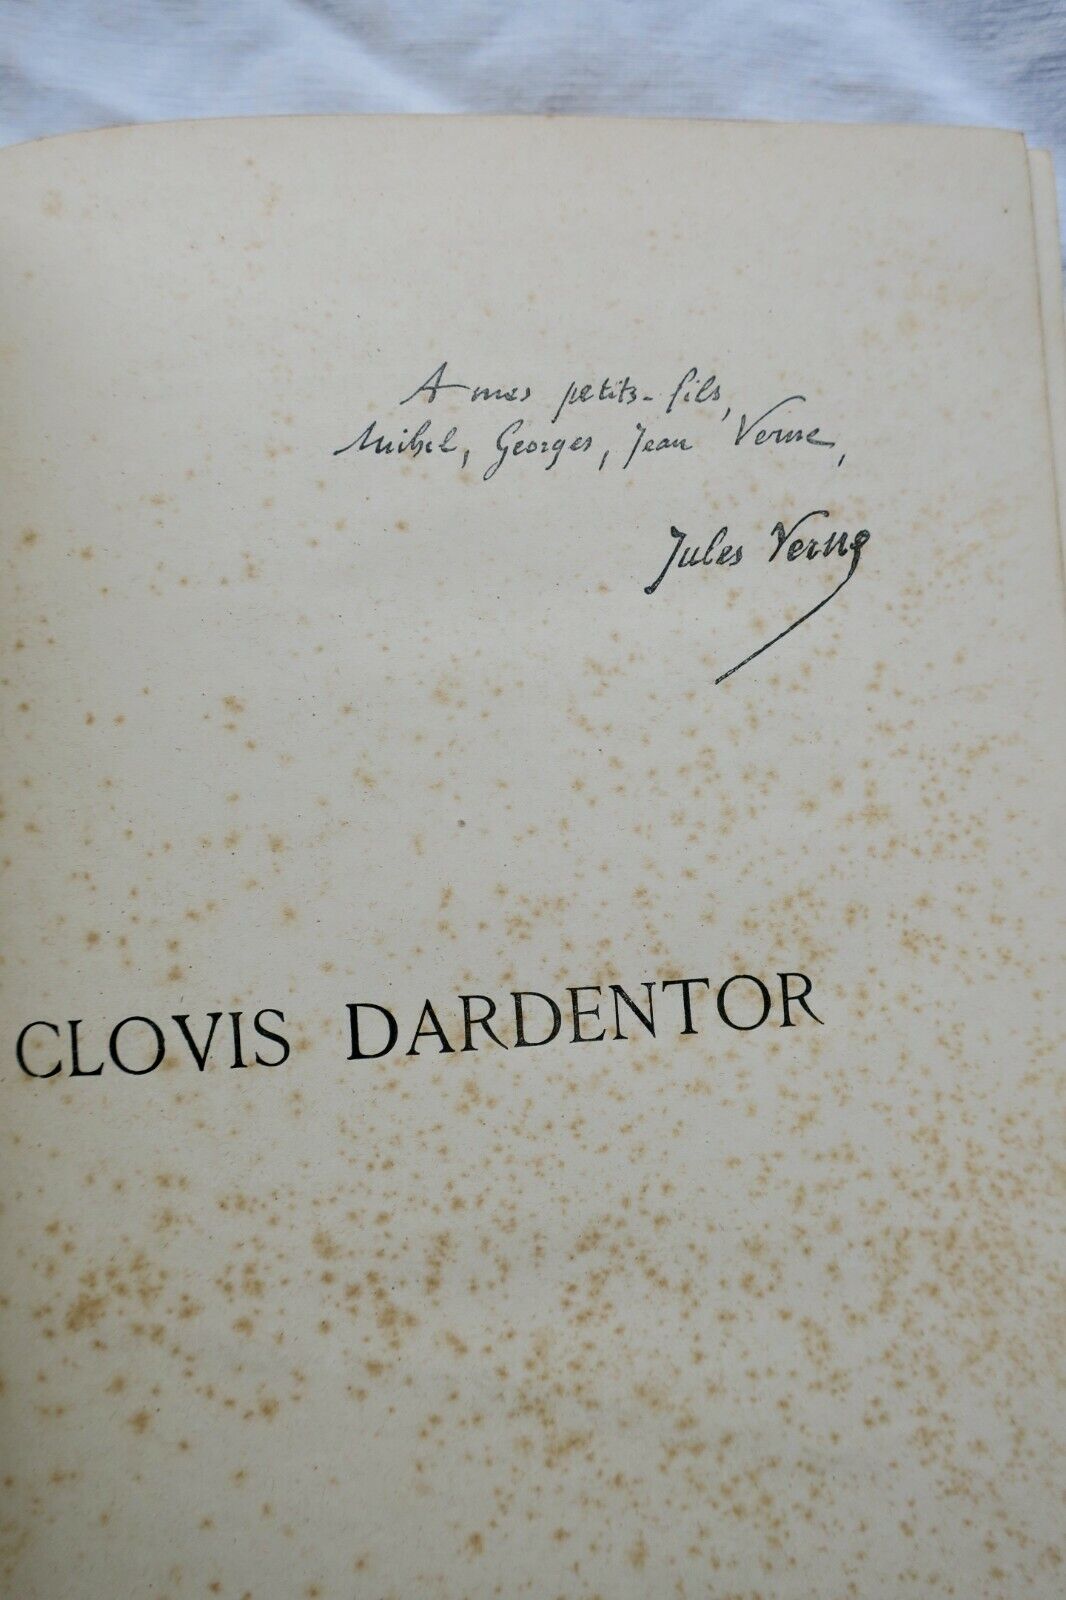 A mes petits-fils,
Michel, Georges, Jean Verne,
Jules Verne
CLOVIS DARDENTOR